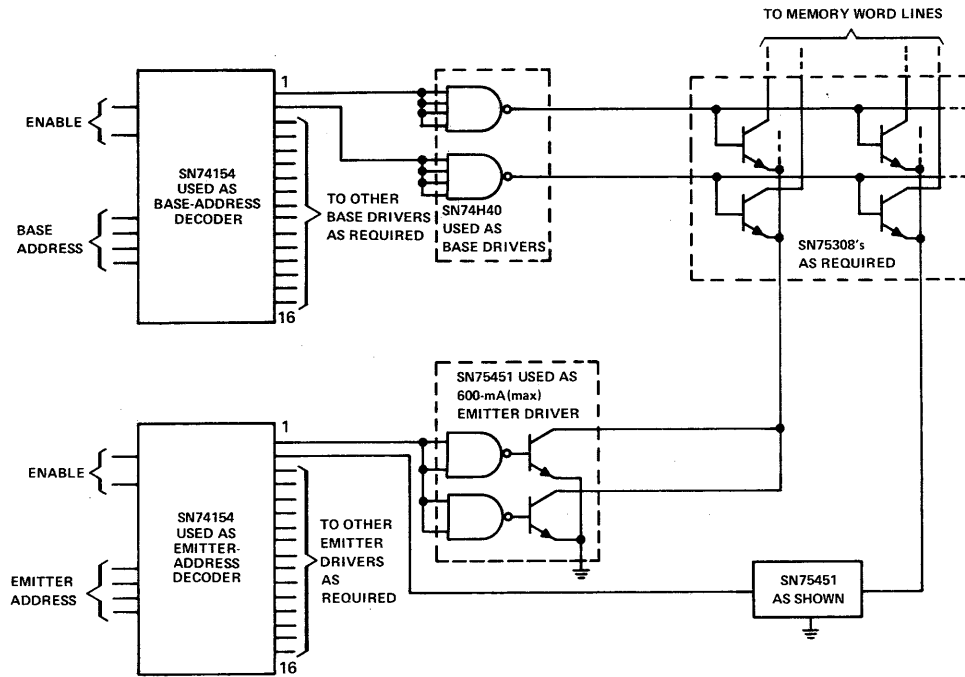 TO MEMORY WORD LINES
1
ENABLE
SN74154
USED AS
BASE-ADDRESS
DECODER
BASE
ADDRESS
16
TO OTHER
BASE DRIVERS
AS REQUIRED
SN74H40
USED AS
BASE DRIVERS
SN75308's
AS REQUIRED
SN75451 USED AS
600-mA(max)
EMITTER DRIVER
1
ENABLE
SN74154
USED AS
EMITTER-
ADDRESS
DECODER
EMITTER
ADDRESS
16
TO OTHER
EMITTER
DRIVERS
AS
REQUIRED
SN75451
AS SHOWN